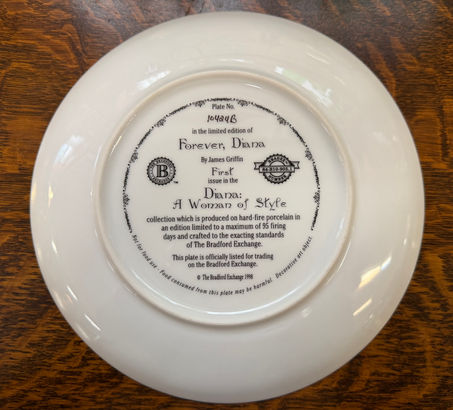 Plate No.
10484B
in the limited edition of
Forever, Diana
By James Griffin
First
issue in the
Diana:
A Woman of Style
collection which is produced on hard-fire porcelain in
an edition limited to a maximum of 95 firing
days and crafted to the exacting standards
of The Bradford Exchange.
This plate is officially listed for trading
on the Bradford Exchange.
© The Bradford Exchange 1998
Not for food use - Food consumed from this plate may be harmful. Decorative art object.
B